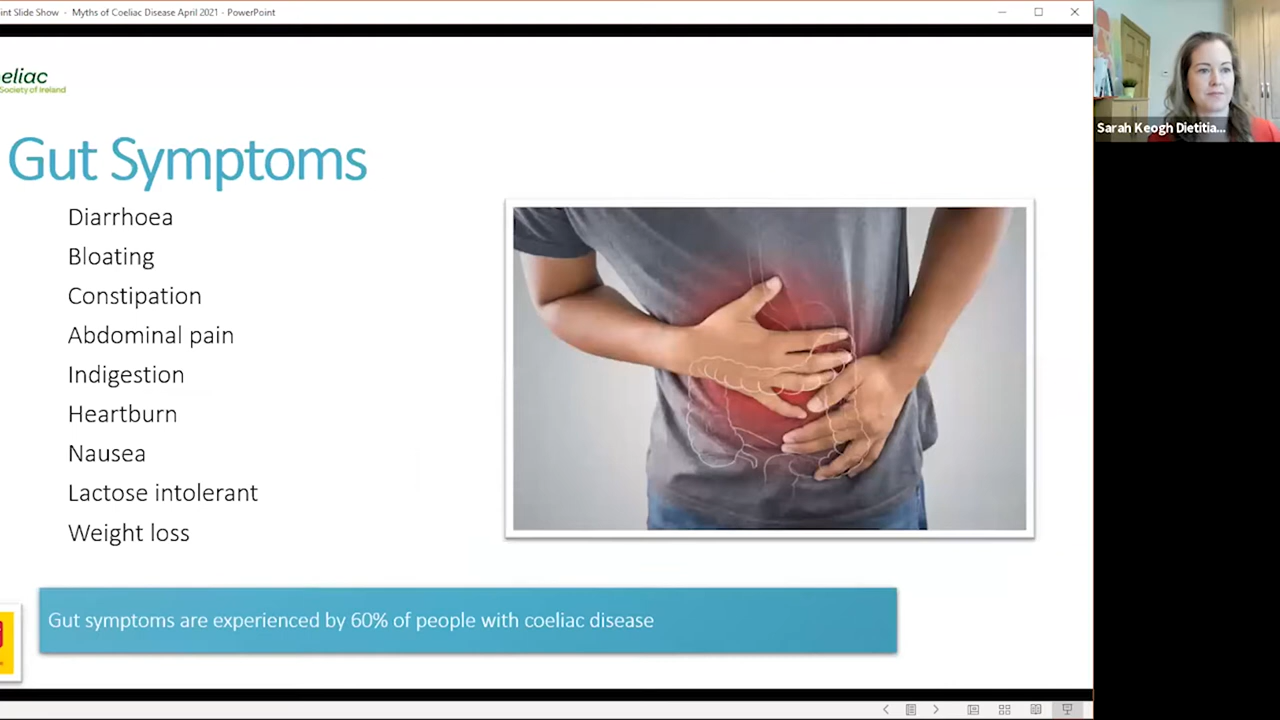 int Slide Show - Myths of Coeliac Disease April 2021 - PowerPoint
eliac
Society of Ireland
Sarah Keogh Dietitia...
Gut Symptoms
Diarrhoea
Bloating
Constipation
Abdominal pain
Indigestion
Heartburn
Nausea
Lactose intolerant
Weight loss
Gut symptoms are experienced by 60% of people with coeliac disease